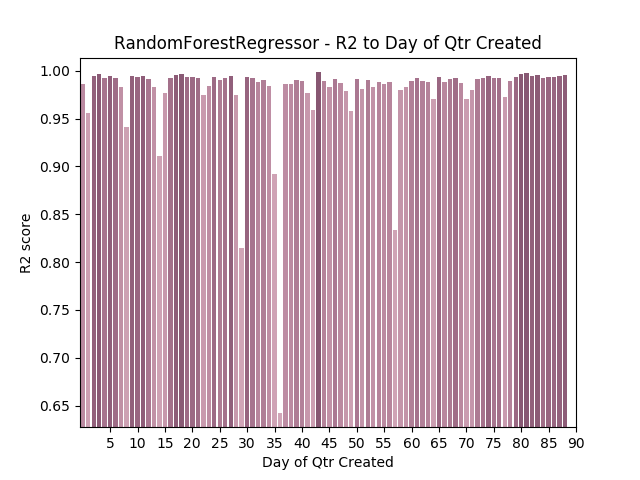 RandomForestRegressor - R2 to Day of Qtr Created
1.00
0.95
0.90
0.85
0.80
0.75
0.70
0.65
R2 score
5 10 15 20 25 30 35 40 45 50 55 60 65 70 75 80 85 90
Day of Qtr Created